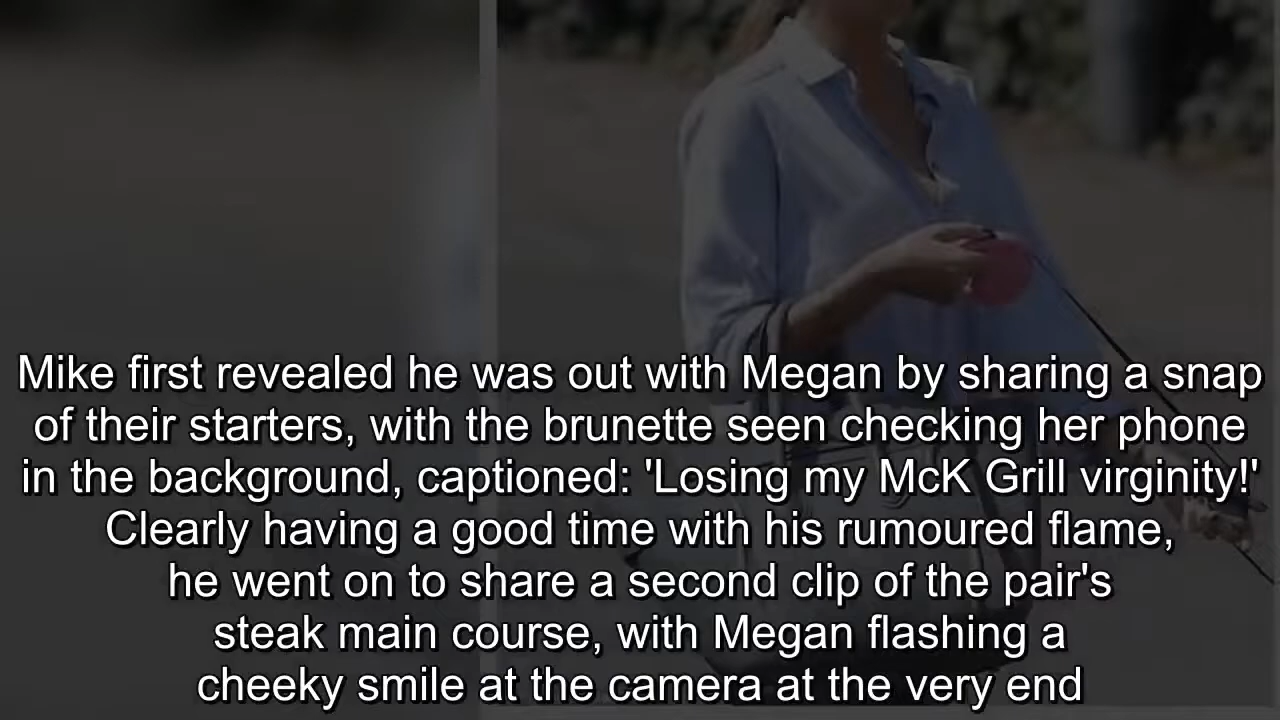 Mike first revealed he was out with Megan by sharing a snap
of their starters, with the brunette seen checking her phone
in the background, captioned: 'Losing my McK Grill virginity!'
Clearly having a good time with his rumoured flame,
he went on to share a second clip of the pair's
steak main course, with Megan flashing a
cheeky smile at the camera at the very end